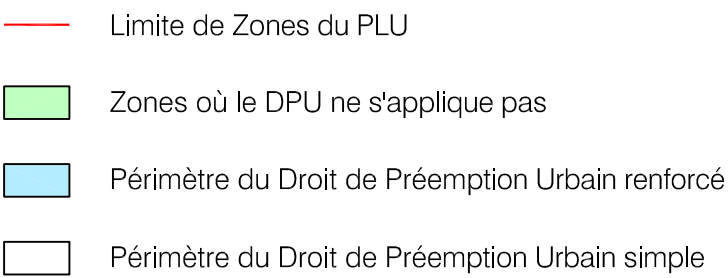 Limite de Zones du PLU
Zones où le DPU ne s'applique pas
Périmètre du Droit de Préemption Urbain renforcé
Périmètre du Droit de Préemption Urbain simple